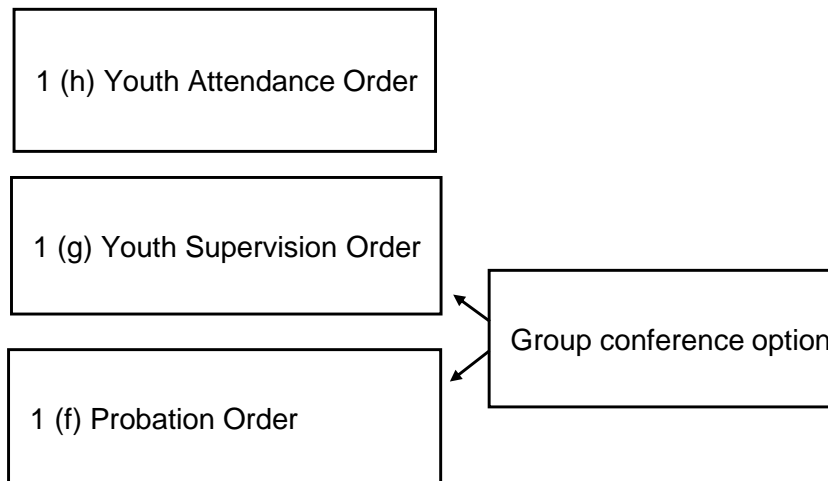 1 (h) Youth Attendance Order
1 (g) Youth Supervision Order
Group conference option
1 (f) Probation Order